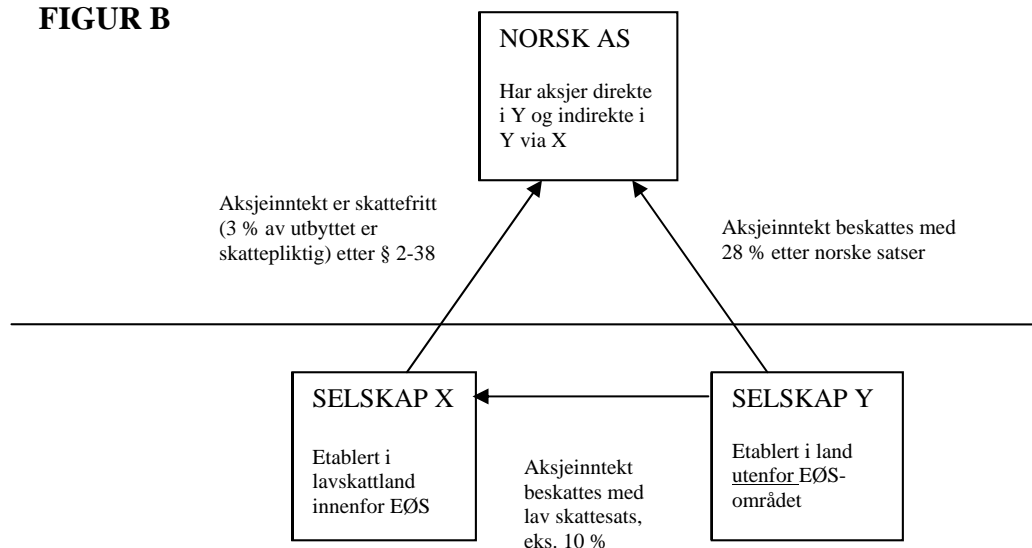 FIGUR B
NORSK AS
Har aksjer direkte
i Y og indirekte i
Y via X
Aksjeinntekt er skattefritt
(3 % av utbyttet er
skattepliktig) etter § 2-38
Aksjeinntekt beskattes med
28 % etter norske satser
SELSKAP X
Etablert i
lavskattland
innenfor EØS
Aksjeinntekt
beskattes med
lav skattesats,
eks. 10 %
SELSKAP Y
Etablert i land
utenfor EØS-
området